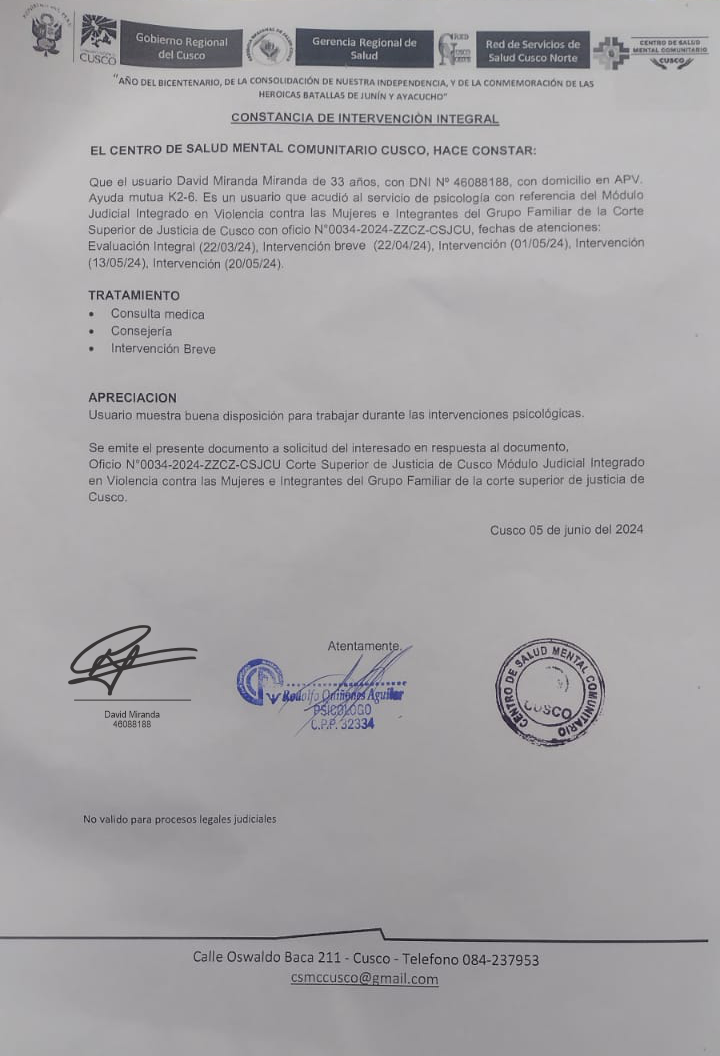 CUSCO
Gobierno Regional
del Cusco
Gerencia Regional de
Salud
Red de Servicios de
Salud Cusco Norte
CENTRO DE SALUD
MENTAL COMUNITARIO
CUSCO
"AÑO DEL BICENTENARIO, DE LA CONSOLIDACIÓN DE NUESTRA INDEPENDENCIA, Y DE LA CONMEMORACIÓN DE LAS
HEROICAS BATALLAS DE JUNÍN Y AYACUCHO"
CONSTANCIA DE INTERVENCIÓN INTEGRAL
EL CENTRO DE SALUD MENTAL COMUNITARIO CUSCO, HACE CONSTAR:
Que el usuario David Miranda Miranda de 33 años, con DNI Nº 46088188, con domicilio en APV.
Ayuda mutua K2-6. Es un usuario que acudió al servicio de psicología con referencia del Módulo
Judicial Integrado en Violencia contra las Mujeres e Integrantes del Grupo Familiar de la Corte
Superior de Justicia de Cusco con oficio N°0034-2024-ZZCZ-CSJCU, fechas de atenciones:
Evaluación Integral (22/03/24), Intervención breve (22/04/24), Intervención (01/05/24), Intervención
(13/05/24), Intervención (20/05/24).
TRATAMIENTO
• Consulta medica
• Consejería
• Intervención Breve
APRECIACION
Usuario muestra buena disposición para trabajar durante las intervenciones psicológicas.
Se emite el presente documento a solicitud del interesado en respuesta al documento,
Oficio N°0034-2024-ZZCZ-CSJCU Corte Superior de Justicia de Cusco Módulo Judicial Integrado
en Violencia contra las Mujeres e Integrantes del Grupo Familiar de la corte superior de justicia de
Cusco.
Cusco 05 de junio del 2024
Atentamente.
David Miranda
46088188
Rodolfo Quiñones Aguilar
PSICOLOGO
C.P.P. 32334
CENTRO DE SALUD MENTAL COMUNITARIO
CUSCO
No valido para procesos legales judiciales
Calle Oswaldo Baca 211 - Cusco - Telefono 084-237953
csmccusco@gmail.com